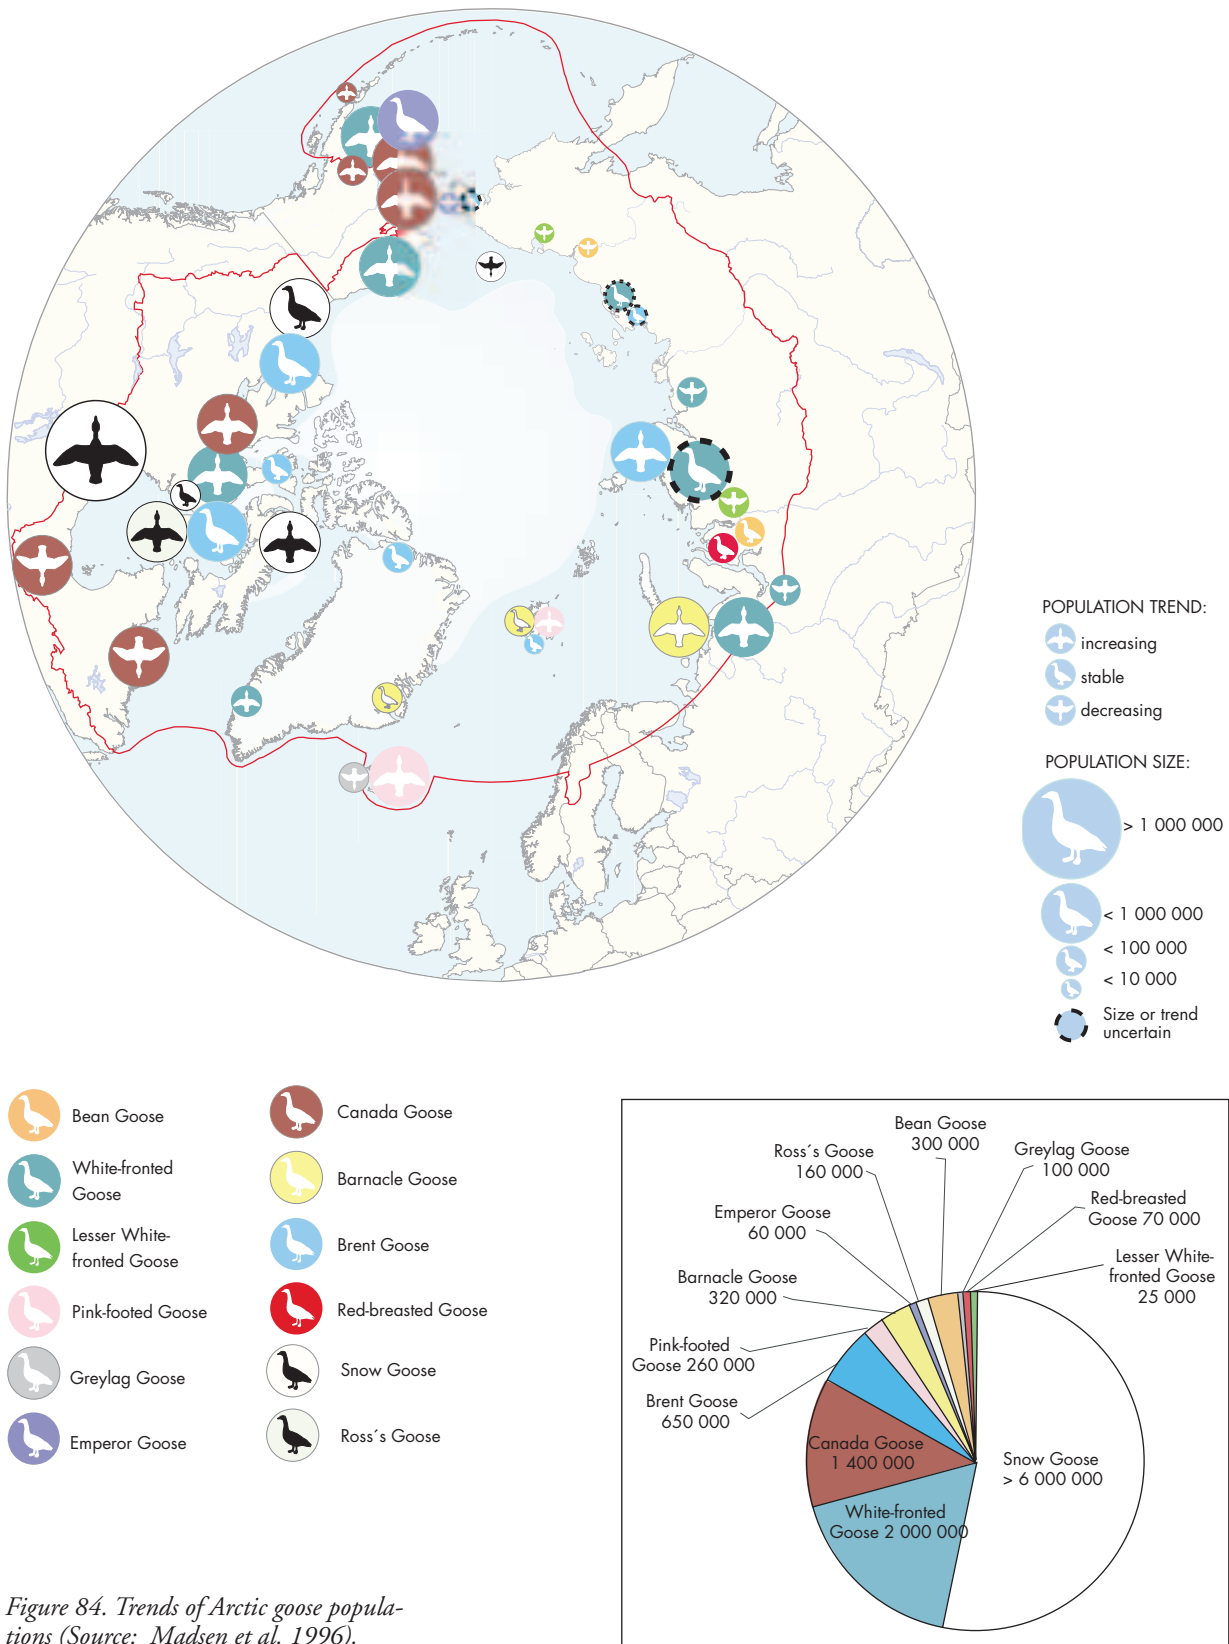 POPULATION TREND:
increasing
stable
decreasing
POPULATION SIZE:
> 1 000 000
< 1 000 000
< 100 000
< 10 000
Size or trend
uncertain
Bean Goose
White-fronted
Goose
Lesser White-
fronted Goose
Pink-footed Goose
Greylag Goose
Emperor Goose
Canada Goose
Barnacle Goose
Brent Goose
Red-breasted Goose
Snow Goose
Ross´s Goose
Bean Goose
300 000
Ross´s Goose
160 000
Greylag Goose
100 000
Emperor Goose
60 000
Red-breasted
Goose 70 000
Barnacle Goose
320 000
Lesser White-
fronted Goose
25 000
Pink-footed
Goose 260 000
Brent Goose
650 000
Canada Goose
1 400 000
Snow Goose
> 6 000 000
White-fronted
Goose 2 000 000
Figure 84. Trends of Arctic goose popula-
tions (Source: Madsen et al. 1996).